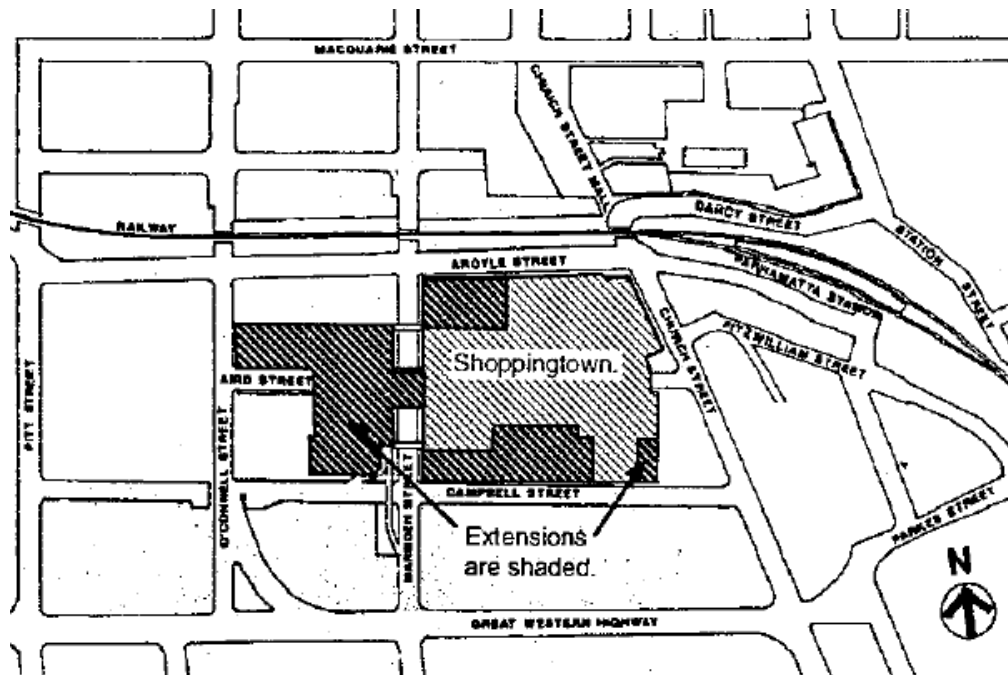 MACQUARIE STREET
CHURCH STREET MALL
RAILWAY
DARCY STREET
STATION STREET
ARGYLE STREET
PARRAMATTA STATION
CHURCH STREET
FITZWILLIAM STREET
Shoppingtown.
AIRD STREET
PITT STREET
O'CONNELL STREET
MARSDEN STREET
CAMPBELL STREET
PARKES STREET
Extensions
are shaded.
N
GREAT WESTERN HIGHWAY